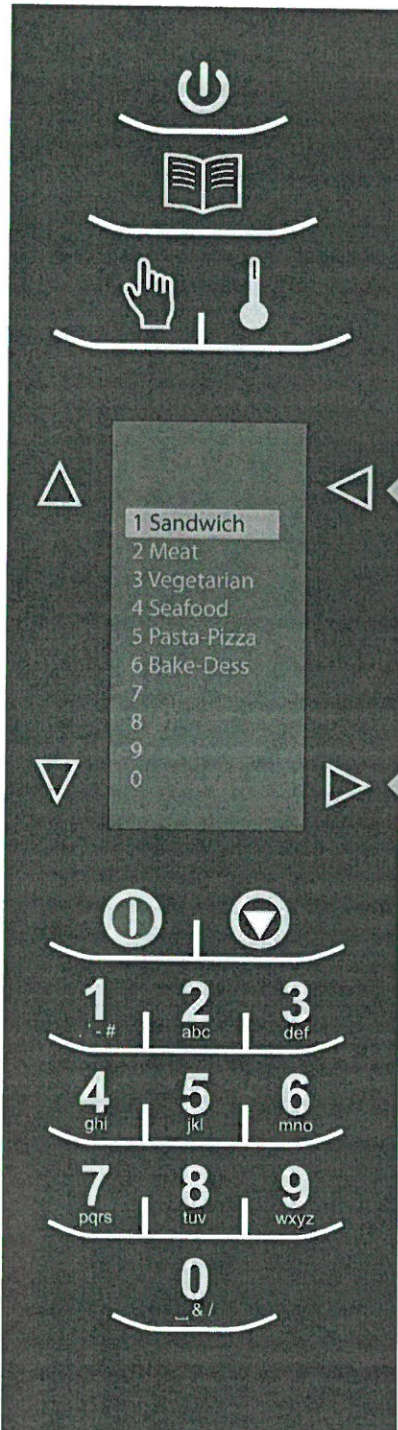 1 Sandwich
2 Meat
3 Vegetarian
4 Seafood
5 Pasta-Pizza
6 Bake-Dess
7
8
9
0
1 2 3
. ' - # abc def
4 5 6
ghi jkl mno
7 8 9
pqrs tuv wxyz
0
_ & /